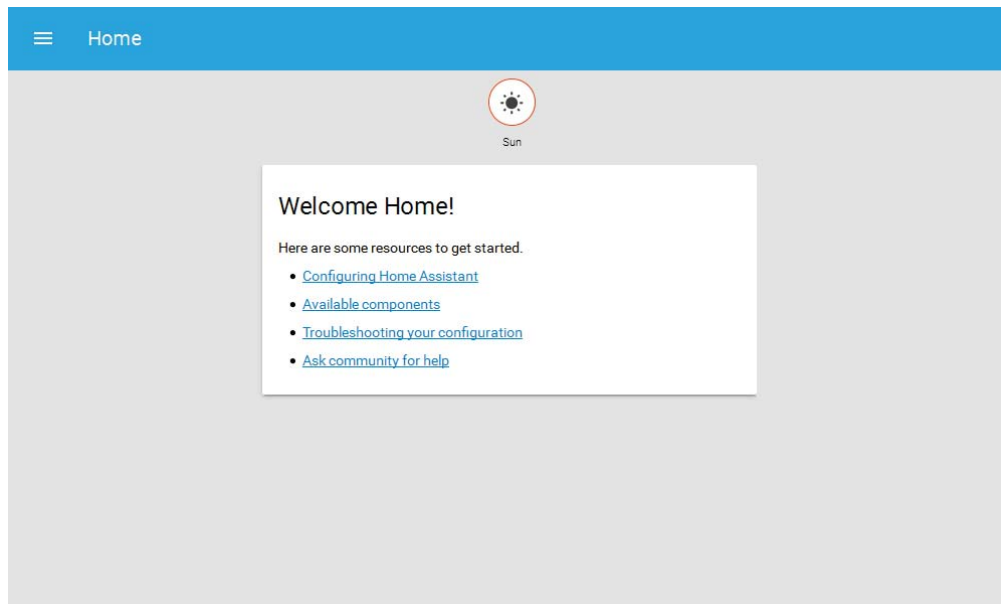 Home
Sun
Welcome Home!
Here are some resources to get started.
Configuring Home Assistant
Available components
Troubleshooting your configuration
Ask community for help